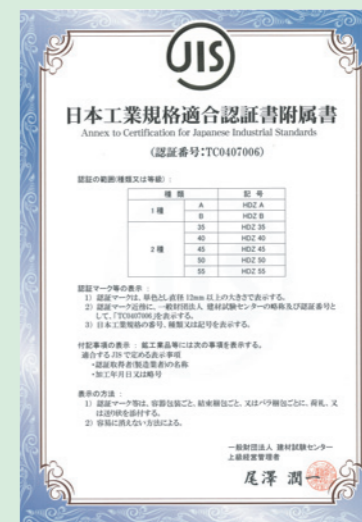 JIS
日本工業規格適合認証書附属書
Annex to Certification for Japanese Industrial Standards
(認証番号:TC0407006)
認証の範囲(種類又は等級) :
種 類 記 号
1 種 A HDZ A
B HDZ B
2 種 35 HDZ 35
40 HDZ 40
45 HDZ 45
50 HDZ 50
55 HDZ 55
認証マーク等の表示 :
1) 認証マークは、単色とし直径 12mm 以上の大きさで表示する。
2) 認証マーク近傍に、一般財団法人 建材試験センターの略称及び認証番号と
して、「TC0407006」を表示する。
3) 日本工業規格の番号、種類又は記号を表示する。
付記事項の表示 : 鉱工業品等には次の事項を表示する。
適合する JIS で定める表示事項
・認証取得者(製造業者)の名称
・加工年月日又は略号
表示の方法 :
1) 認証マーク等は、容器包装ごと、結束梱包ごと、又はバラ梱包ごとに、荷札、又
は送り状を添付する。
2) 容易に消えない方法による。
一般財団法人 建材試験センター
上級経営管理者
尾澤 潤一